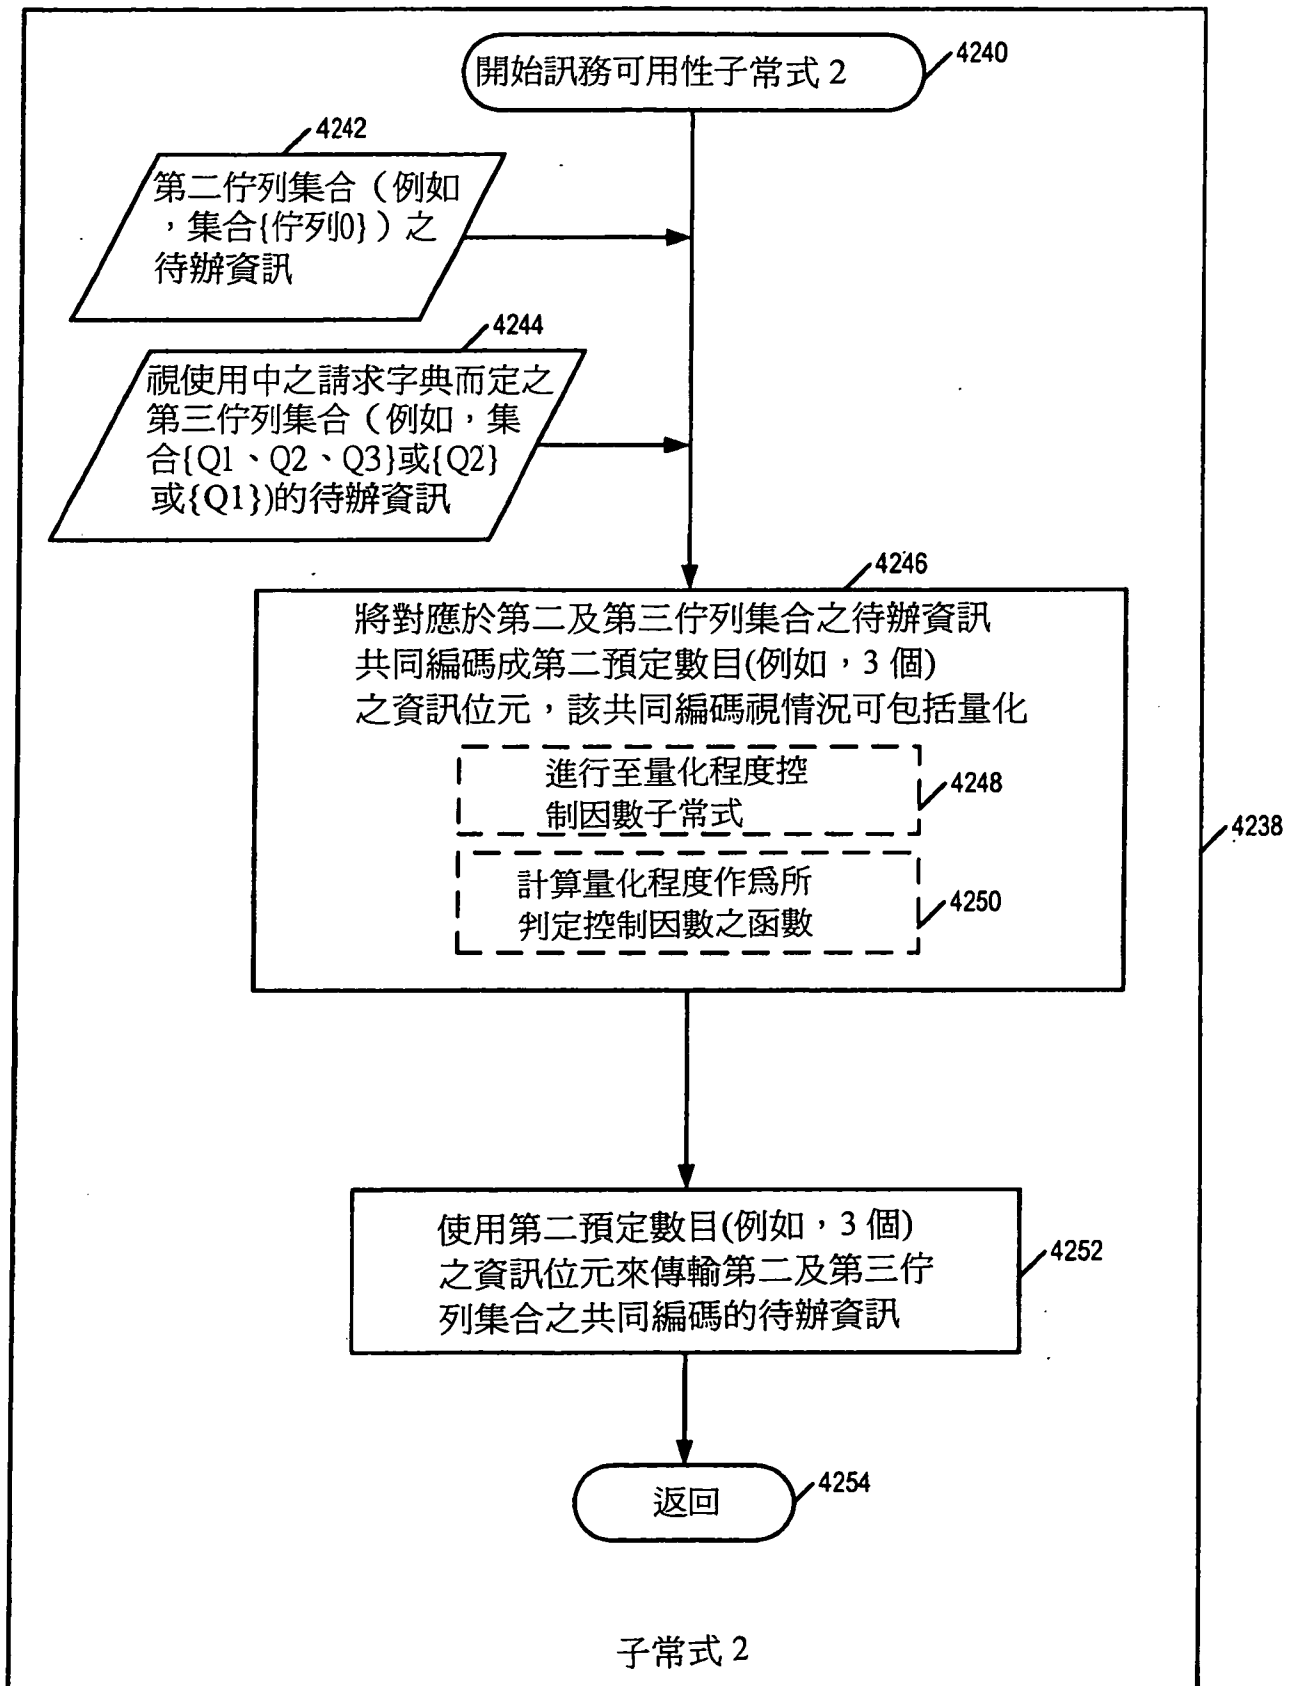 開始訊務可用性子常式 2
4240
4242
第二佇列集合（例如
，集合{佇列0}）之
待辦資訊
4244
視使用中之請求字典而定之
第三佇列集合（例如，集
合{Q1、Q2、Q3}或{Q2}
或{Q1})的待辦資訊
4246
將對應於第二及第三佇列集合之待辦資訊
共同編碼成第二預定數目(例如，3 個)
之資訊位元，該共同編碼視情況可包括量化
進行至量化程度控
制因數子常式
4248
計算量化程度作爲所
判定控制因數之函數
4250
4238
使用第二預定數目(例如，3 個)
之資訊位元來傳輸第二及第三佇
列集合之共同編碼的待辦資訊
4252
返回
4254
子常式 2